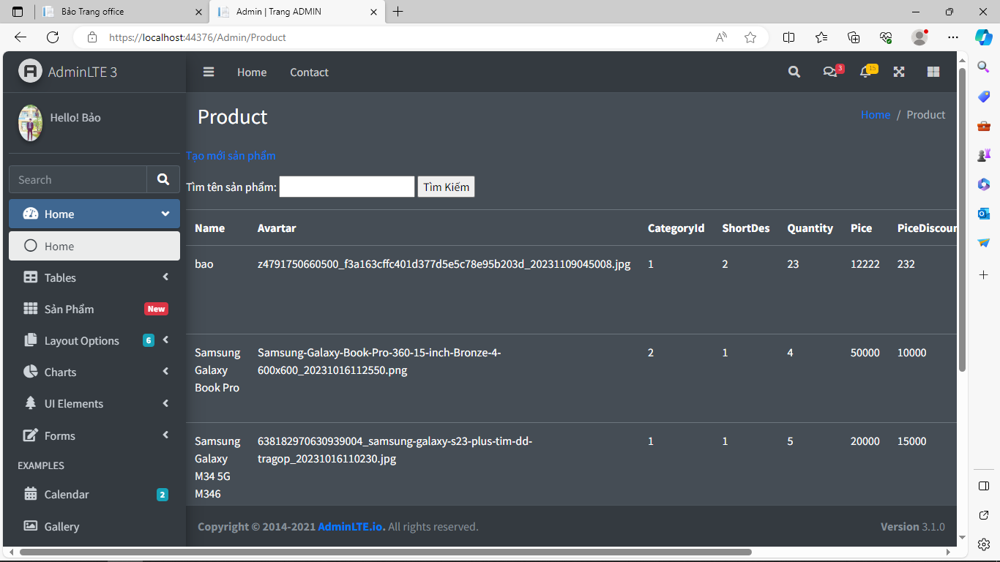 Bảo Trang office
Admin | Trang ADMIN
https://localhost:44376/Admin/Product
AdminLTE 3
Home
Contact
3
15
Hello! Bảo
Product
Home / Product
Tạo mới sản phẩm
Search
Tìm tên sản phẩm:
Tìm Kiếm
Home
Home
Tables
Sản Phẩm New
Layout Options 6
Charts
UI Elements
Forms
EXAMPLES
Calendar 2
Gallery
Name Avartar CategoryId ShortDes Quantity Pice PiceDiscoun
bao z4791750660500_f3a163cffc401d377d5e5c78e95b203d_20231109045008.jpg 1 2 23 12222 232
Samsung Samsung-Galaxy-Book-Pro-360-15-inch-Bronze-4- 2 1 4 50000 10000
Galaxy 600x600_20231016112550.png
Book Pro
Samsung 638182970630939004_samsung-galaxy-s23-plus-tim-dd- 1 1 5 20000 15000
Galaxy tragop_20231016110230.jpg
M34 5G
M346
Copyright © 2014-2021 AdminLTE.io. All rights reserved.
Version 3.1.0